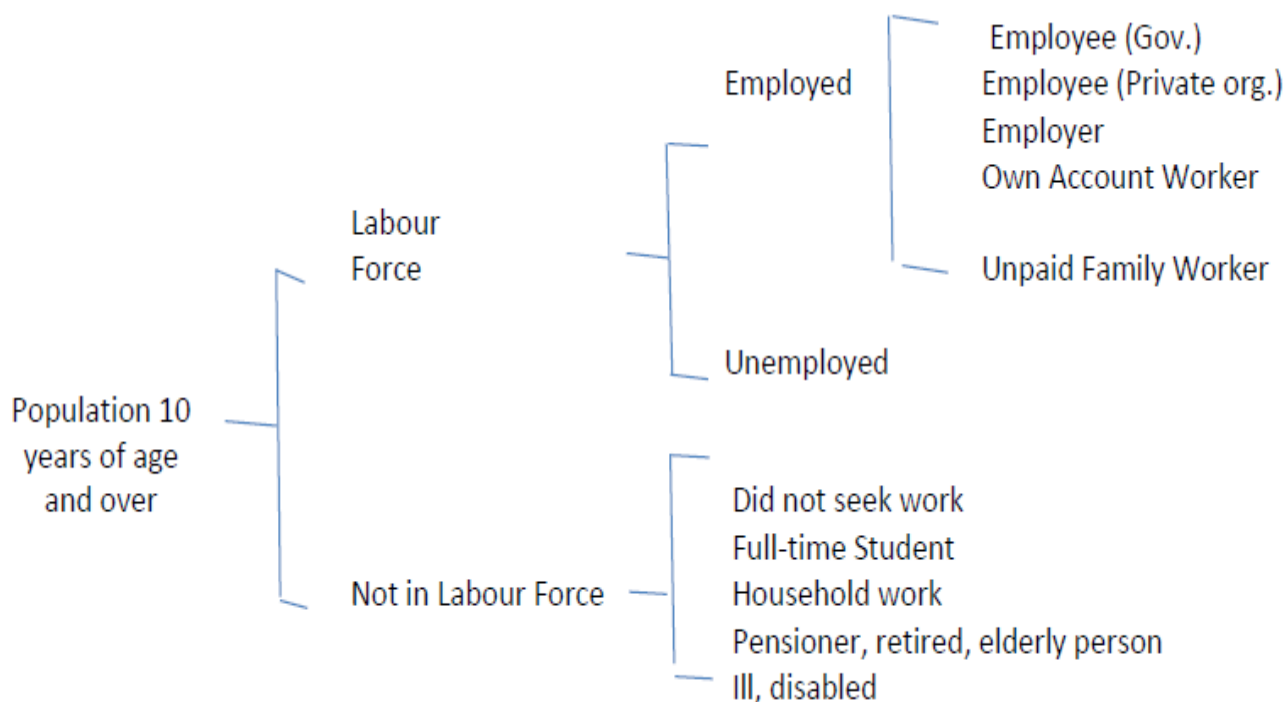 Employee (Gov.)
Employed
Employee (Private org.)
Employer
Own Account Worker
Labour
Force
Unpaid Family Worker
Unemployed
Population 10
years of age
and over
Did not seek work
Full-time Student
Not in Labour Force
Household work
Pensioner, retired, elderly person
Ill, disabled